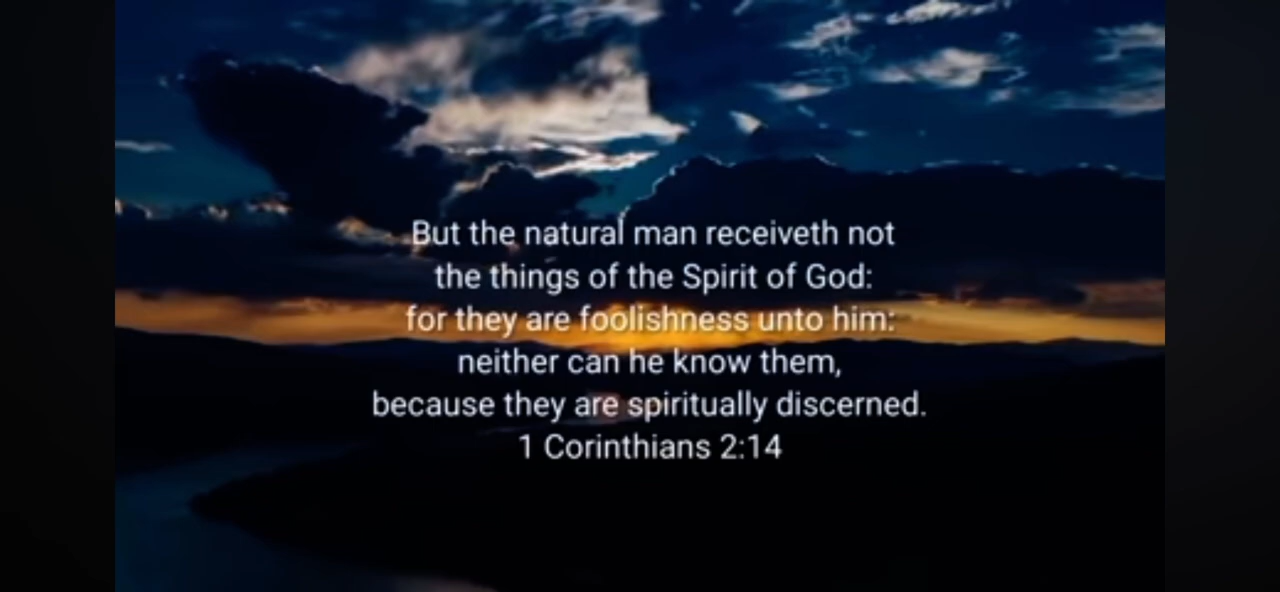 But the natural man receiveth not
the things of the Spirit of God:
for they are foolishness unto him:
neither can he know them,
because they are spiritually discerned.
1 Corinthians 2:14